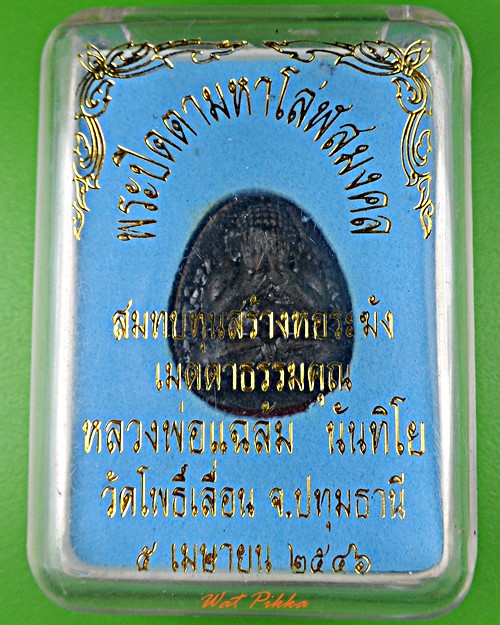 พระปิดตามหาโล่ฬสมงคล
สมทบทุนสร้างหอระฆัง
เมตตาธรรมคุณ
หลวงพ่อแฉล้ม นันทิโย
วัดโพธิ์เลื่อน จ.ปทุมธานี
๕ เมษายน ๒๕๔๖
Wat Pikka